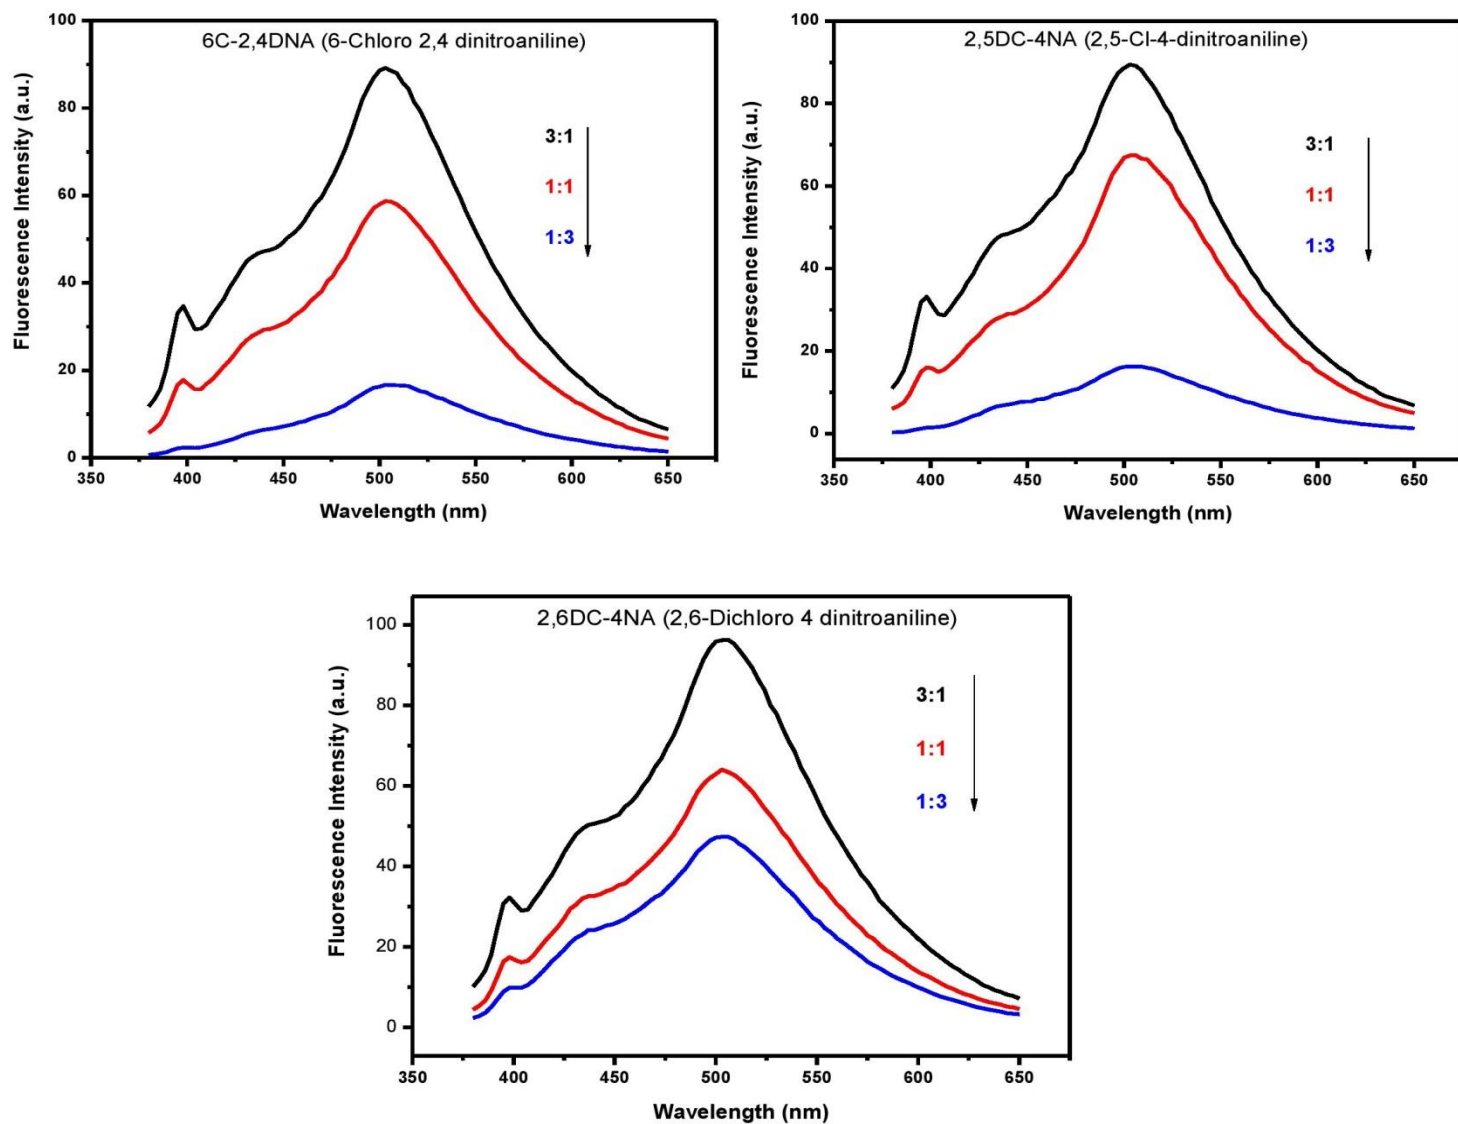 6C-2,4DNA (6-Chloro 2,4 dinitroaniline)
3:1
1:1
1:3
Fluorescence Intensity (a.u.)
100
80
60
40
20
0
350 400 450 500 550 600 650
Wavelength (nm)
2,5DC-4NA (2,5-Cl-4-dinitroaniline)
3:1
1:1
1:3
Fluorescence Intensity (a.u.)
100
80
60
40
20
0
350 400 450 500 550 600 650
Wavelength (nm)
2,6DC-4NA (2,6-Dichloro 4 dinitroaniline)
3:1
1:1
1:3
Fluorescence Intensity (a.u.)
100
80
60
40
20
0
350 400 450 500 550 600 650
Wavelength (nm)